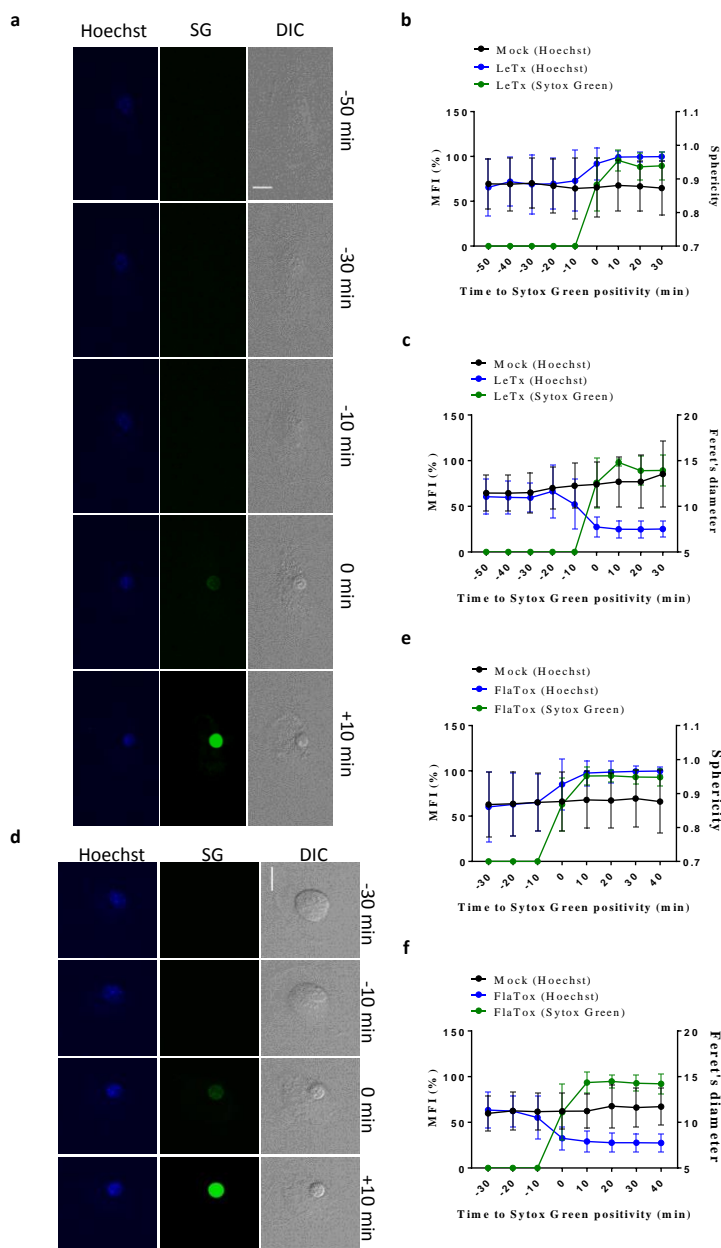 a
Hoechst SG DIC
-50 min
-30 min
-10 min
0 min
+10 min
b
Mock (Hoechst)
LeTx (Hoechst)
LeTx (Sytox Green)
MFI (%)
150
100
50
0
1.1
1.0
0.9
0.8
0.7
Sphericity
-50 -40 -30 -20 -10 0 10 20 30
Time to Sytox Green positivity (min)
c
Mock (Hoechst)
LeTx (Hoechst)
LeTx (Sytox Green)
MFI (%)
150
100
50
0
20
15
10
5
Feret's diameter
-50 -40 -30 -20 -10 0 10 20 30
Time to Sytox Green positivity (min)
d
Hoechst SG DIC
-30 min
-10 min
0 min
+10 min
e
Mock (Hoechst)
FlaTox (Hoechst)
FlaTox (Sytox Green)
MFI (%)
150
100
50
0
1.1
1.0
0.9
0.8
0.7
Sphericity
-30 -20 -10 0 10 20 30 40
Time to Sytox Green positivity (min)
f
Mock (Hoechst)
FlaTox (Hoechst)
FlaTox (Sytox Green)
MFI (%)
150
100
50
0
20
15
10
5
Feret's diameter
-30 -20 -10 0 10 20 30 40
Time to Sytox Green positivity (min)